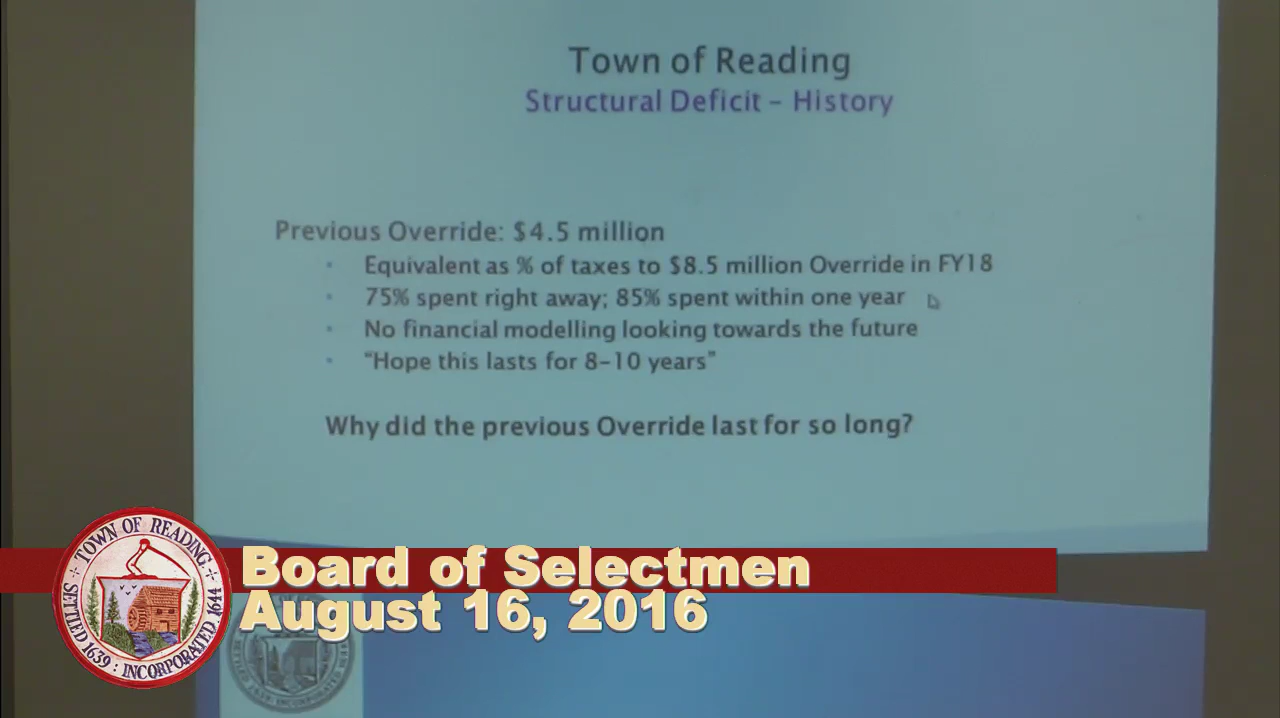 Town of Reading
Structural Deficit – History
Previous Override: $4.5 million
Equivalent as % of taxes to $8.5 million Override in FY18
75% spent right away; 85% spent within one year
No financial modelling looking towards the future
“Hope this lasts for 8–10 years”
Why did the previous Override last for so long?
Board of Selectmen
August 16, 2016
TOWN OF READING
SETTLED 1639 : INCORPORATED 1644